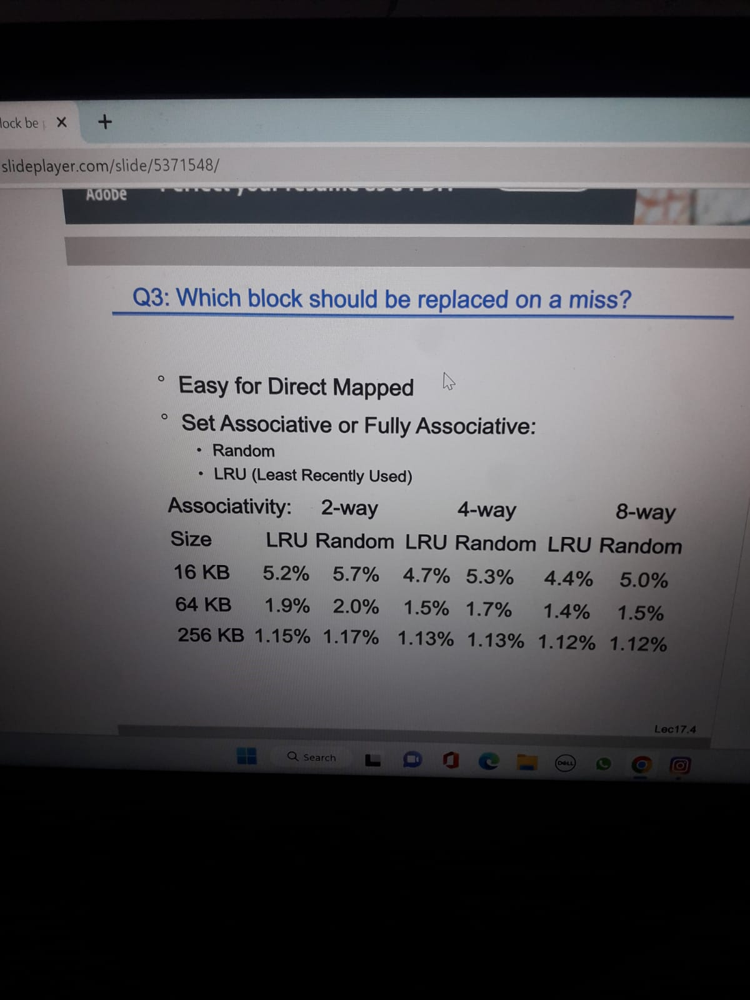 lock be
slideplayer.com/slide/5371548/
Adobe
Q3: Which block should be replaced on a miss?
° Easy for Direct Mapped
° Set Associative or Fully Associative:
• Random
• LRU (Least Recently Used)
Associativity: 2-way 4-way 8-way
Size LRU Random LRU Random LRU Random
16 KB 5.2% 5.7% 4.7% 5.3% 4.4% 5.0%
64 KB 1.9% 2.0% 1.5% 1.7% 1.4% 1.5%
256 KB 1.15% 1.17% 1.13% 1.13% 1.12% 1.12%
Lec17.4
Search
DELL